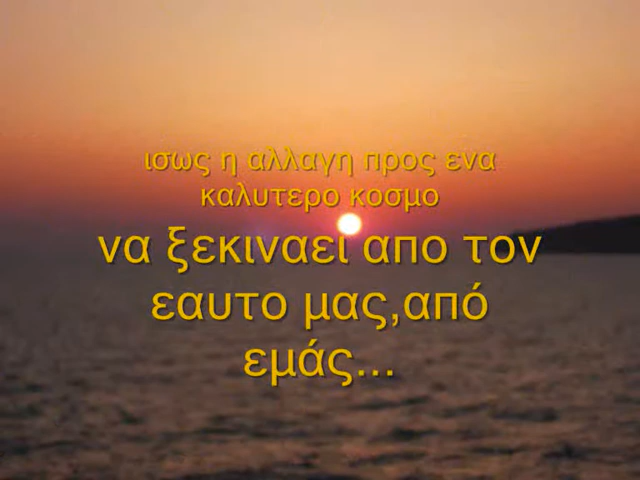 ισως η αλλαγη προς ενα
καλυτερο κοσμο
να ξεκιναει απο τον
εαυτο μας,από
εμάς...